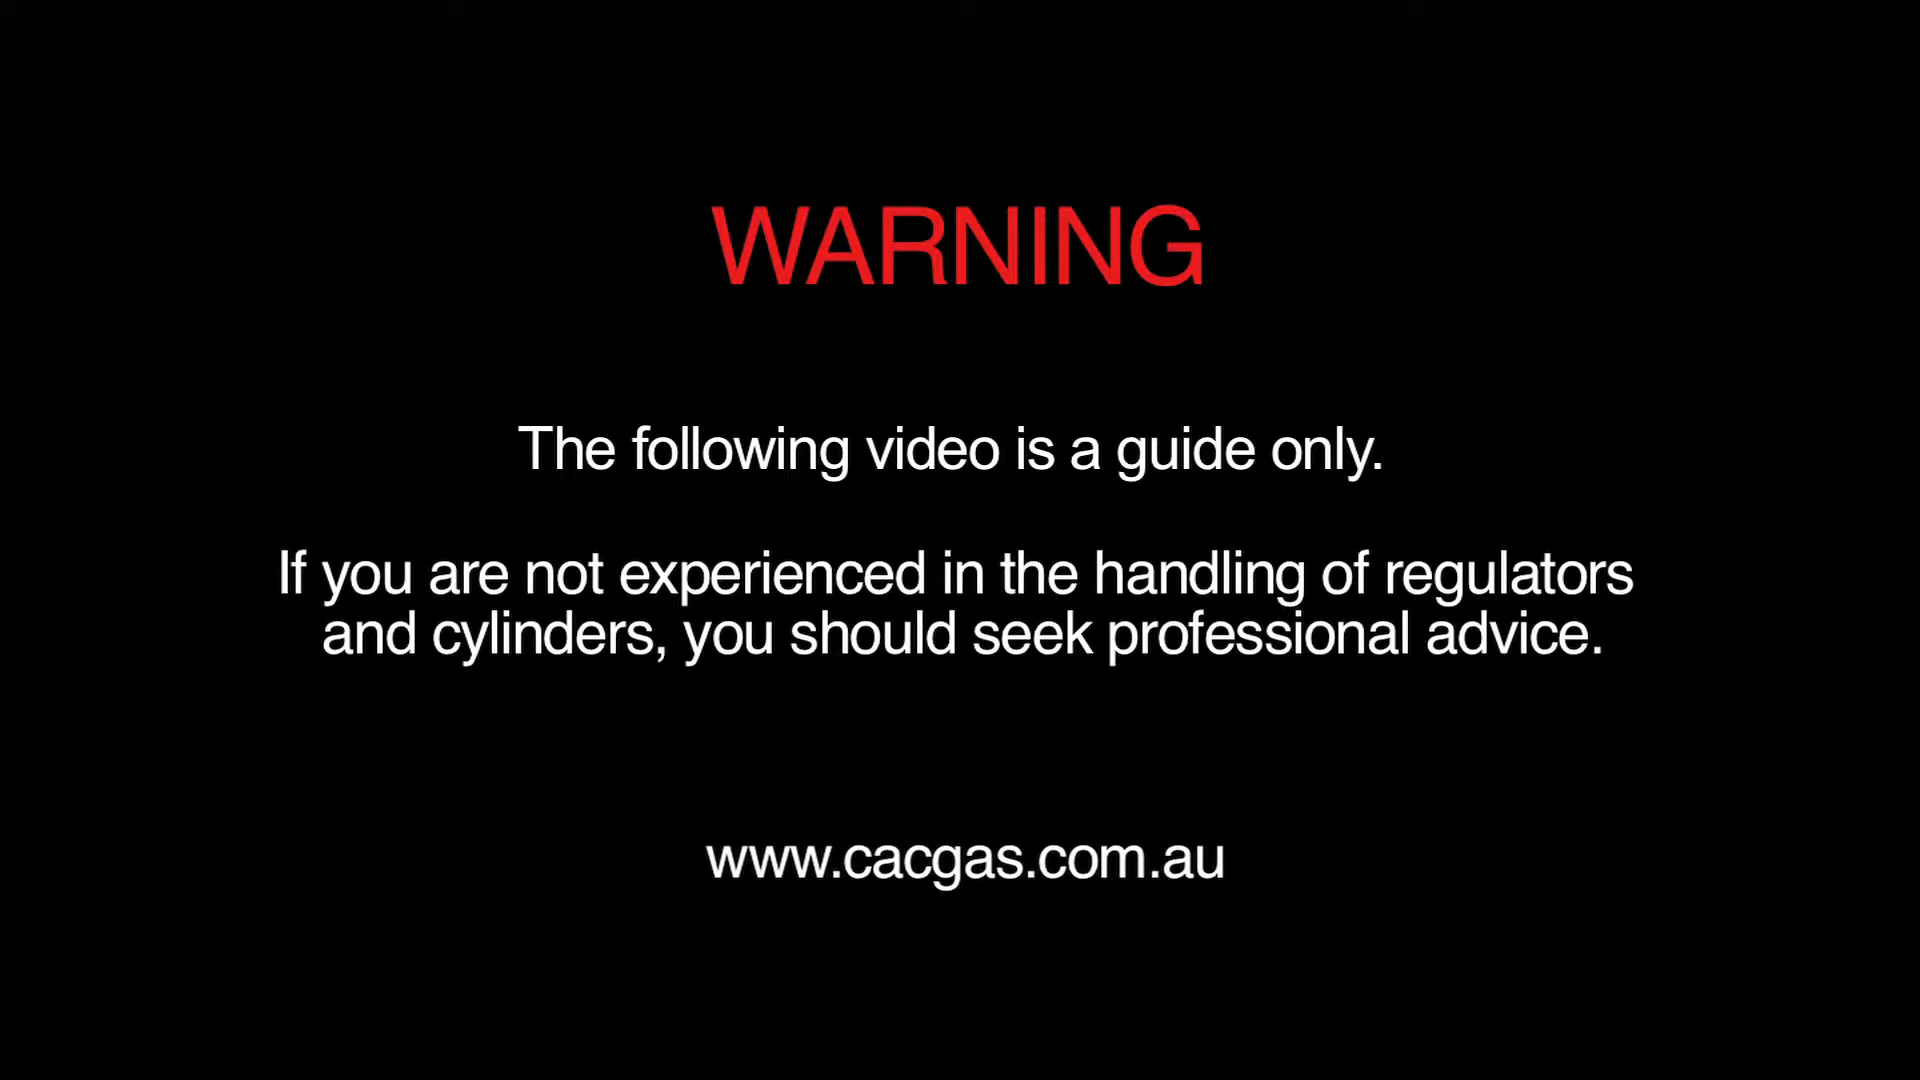 WARNING
The following video is a guide only.
If you are not experienced in the handling of regulators
and cylinders, you should seek professional advice.
www.cacgas.com.au